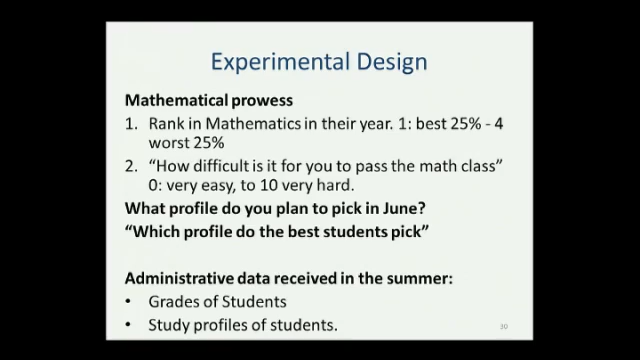 Experimental Design
Mathematical prowess
1. Rank in Mathematics in their year. 1: best 25% - 4
worst 25%
2. “How difficult is it for you to pass the math class”
0: very easy, to 10 very hard.
What profile do you plan to pick in June?
“Which profile do the best students pick”
Administrative data received in the summer:
• Grades of Students
• Study profiles of students.
30